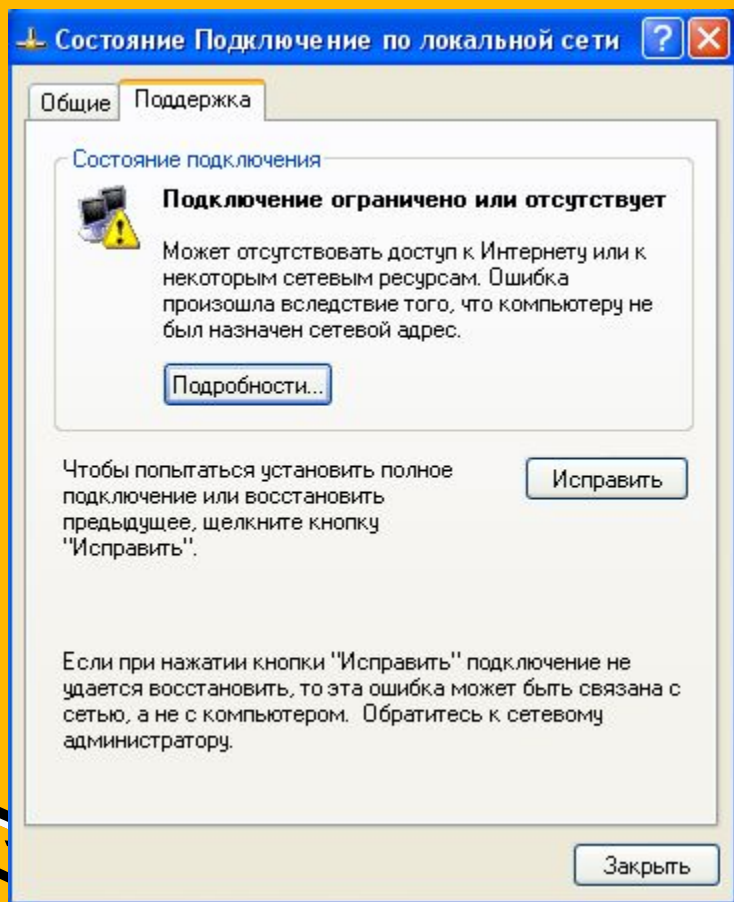 Состояние Подключение по локальной сети
Общие
Поддержка
Состояние подключения
Подключение ограничено или отсутствует
Может отсутствовать доступ к Интернету или к
некоторым сетевым ресурсам. Ошибка
произошла вследствие того, что компьютеру не
был назначен сетевой адрес.
Подробности...
Чтобы попытаться установить полное
подключение или восстановить
предыдущее, щелкните кнопку
"Исправить".
Исправить
Если при нажатии кнопки "Исправить" подключение не
удается восстановить, то эта ошибка может быть связана с
сетью, а не с компьютером. Обратитесь к сетевому
администратору.
Закрыть